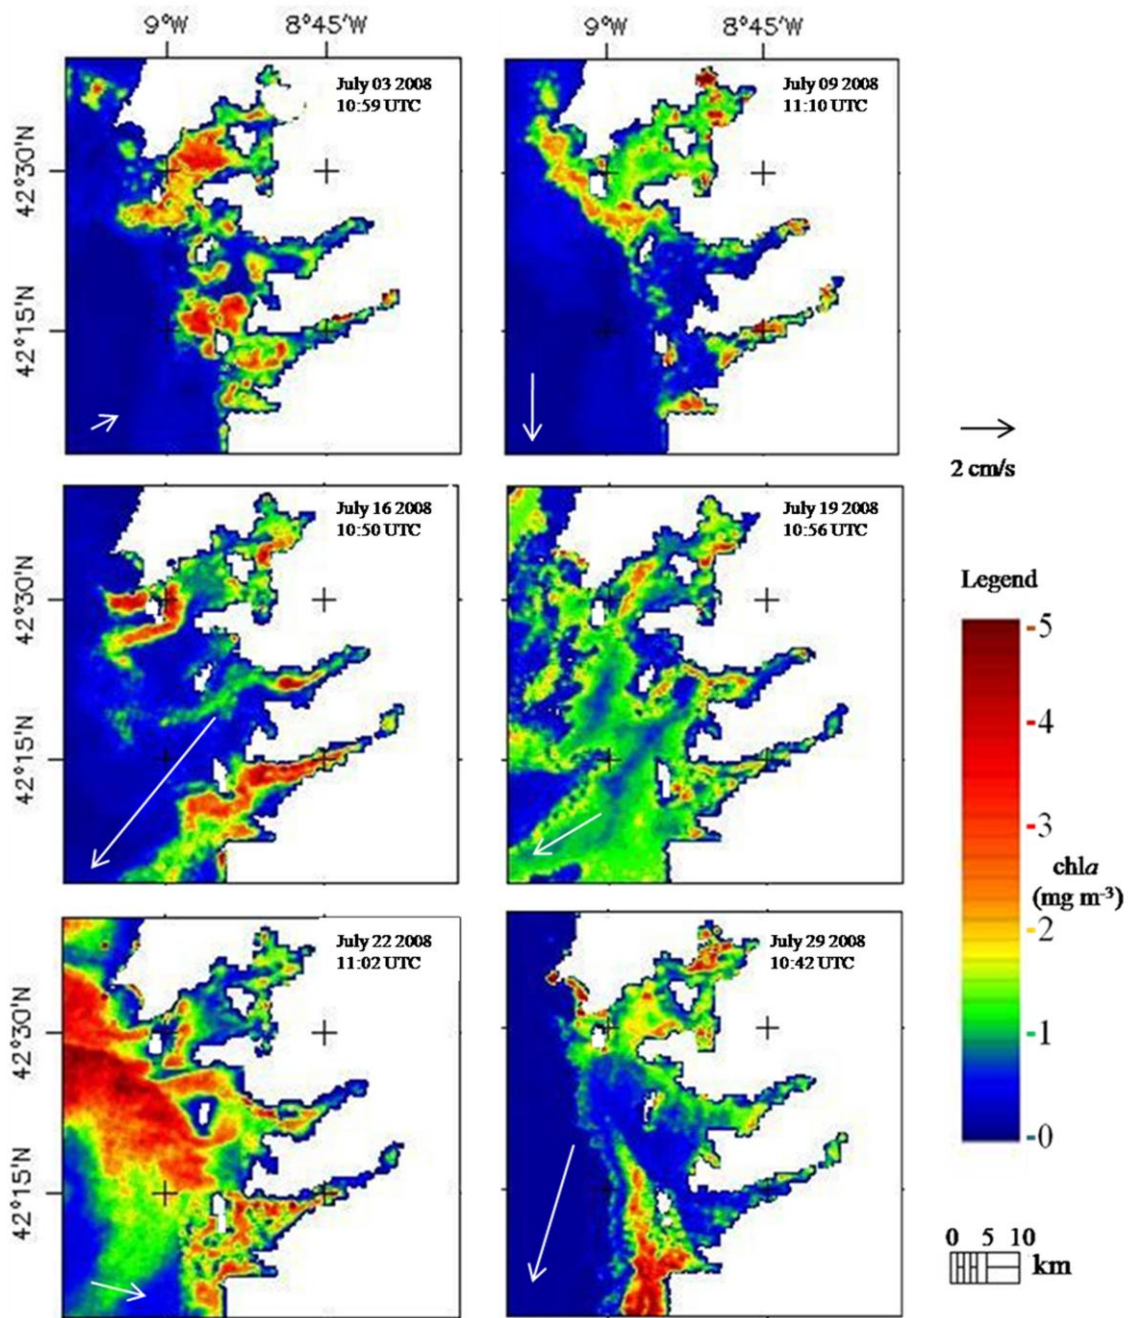 9°W 8°45'W 9°W 8°45'W
July 03 2008
10:59 UTC
July 09 2008
11:10 UTC
42°30'N
42°15'N
2 cm/s
July 16 2008
10:50 UTC
July 19 2008
10:56 UTC
42°30'N
42°15'N
Legend
5
4
3
chla
(mg m⁻³)
2
1
0
July 22 2008
11:02 UTC
July 29 2008
10:42 UTC
42°30'N
42°15'N
0 5 10
km